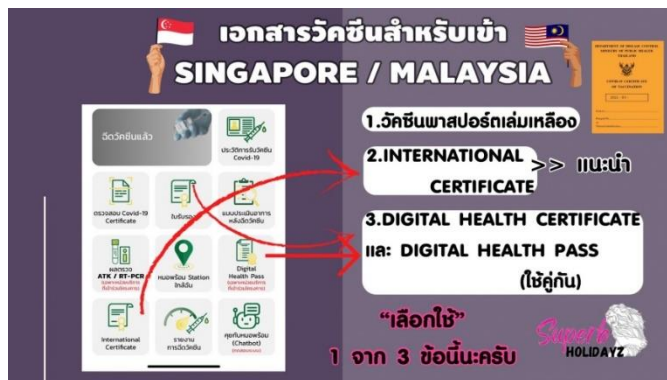 เอกสารวัคซีนสำหรับเข้า
SINGAPORE / MALAYSIA
ฉีดวัคซีนแล้ว
ประวัติการรับวัคซีน
Covid-19
ตรวจสอบ Covid-19
Certificate
ใบรับรอง
แบบประเมินอาการ
หลังฉีดวัคซีน
ผลตรวจ
ATK / RT-PCR
หมอพร้อม Station
ใกล้ฉัน
Digital
Health Pass
International
Certificate
รายงาน
การฉีดวัคซีน
คุยกับหมอพร้อม
(Chatbot)
1.วัคซีนพาสปอร์ตเล่มเหลือง
2.INTERNATIONAL
CERTIFICATE
>> แนะนำ
3.DIGITAL HEALTH CERTIFICATE
และ DIGITAL HEALTH PASS
(ใช้คู่กัน)
“เลือกใช้”
1 จาก 3 ข้อนี้นะครับ
Superb
HOLIDAYZ